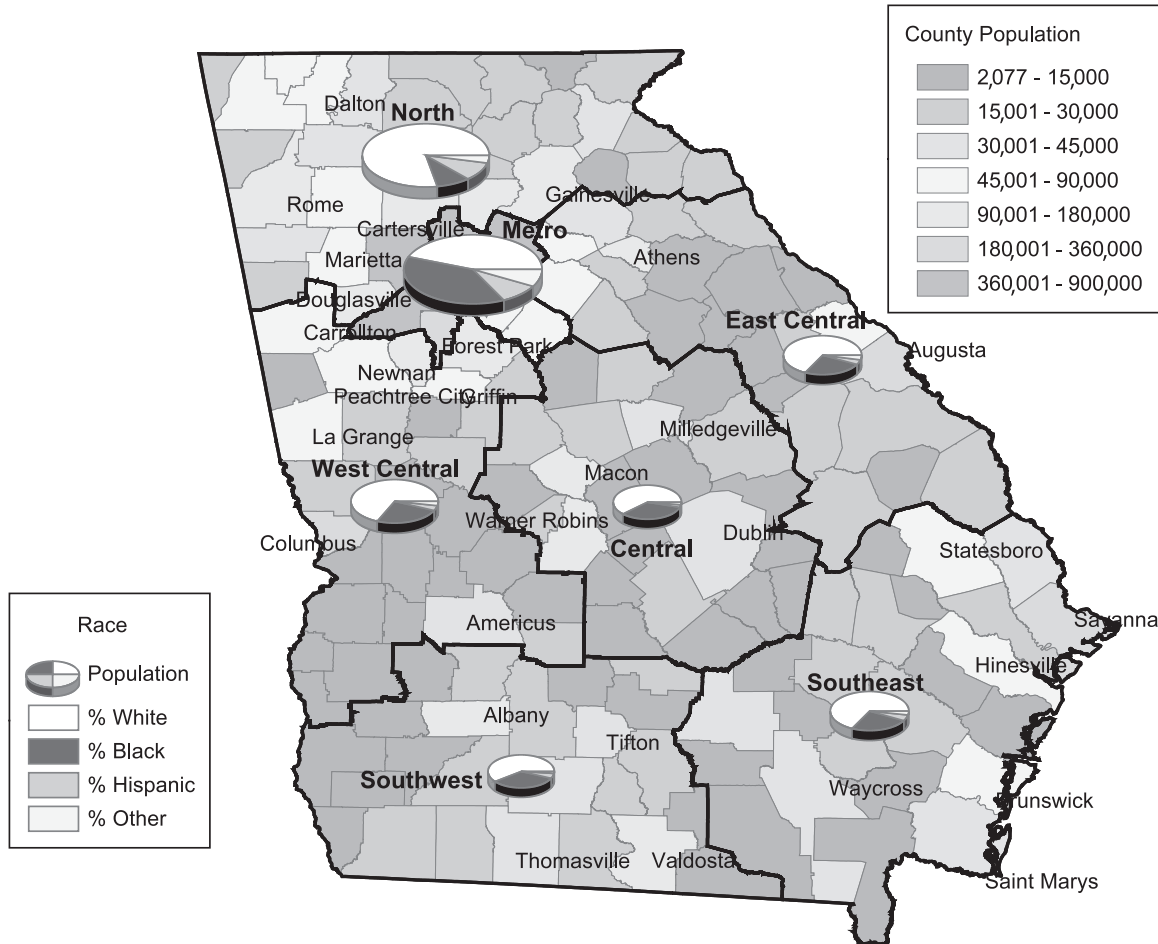 County Population
2,077 - 15,000
15,001 - 30,000
30,001 - 45,000
45,001 - 90,000
90,001 - 180,000
180,001 - 360,000
360,001 - 900,000
Dalton
North
Gainesville
Rome
Cartersville
Metro
Marietta
Athens
Douglasville
Carrollton
East Central
Forest Park
Augusta
Newnan
Peachtree City
Griffin
La Grange
Milledgeville
West Central
Macon
Warner Robins
Columbus
Dublin
Central
Statesboro
Americus
Savanna
Hinesville
Southeast
Albany
Tifton
Southwest
Waycross
Brunswick
Thomasville
Valdosta
Saint Marys
Race
Population
% White
% Black
% Hispanic
% Other